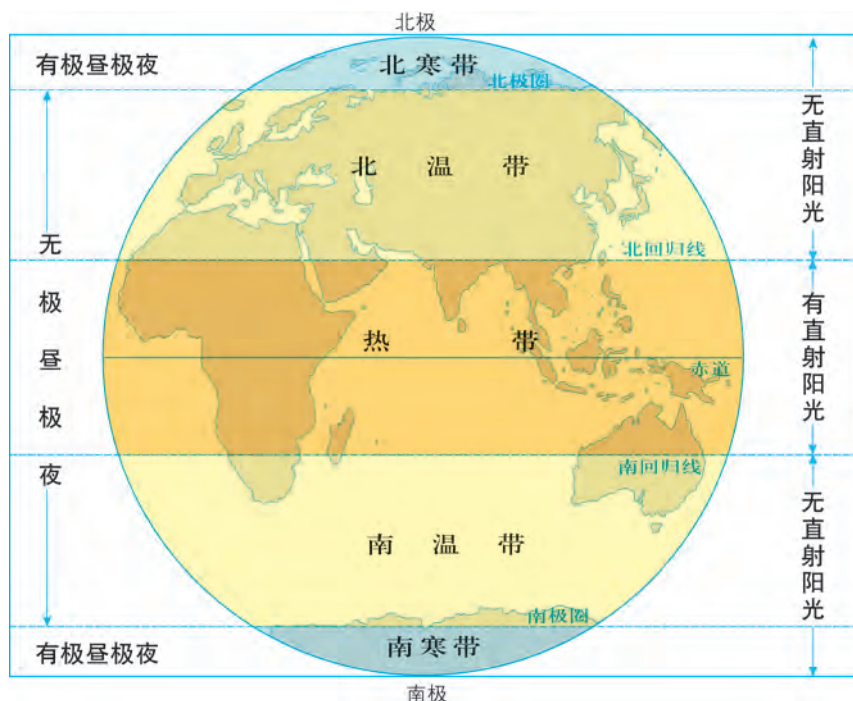 北极
有极昼极夜
北寒带
北极圈
无直射阳光
北温带
无极昼极夜
北回归线
热带
有直射阳光
赤道
南回归线
南温带
无直射阳光
南极圈
有极昼极夜
南寒带
南极